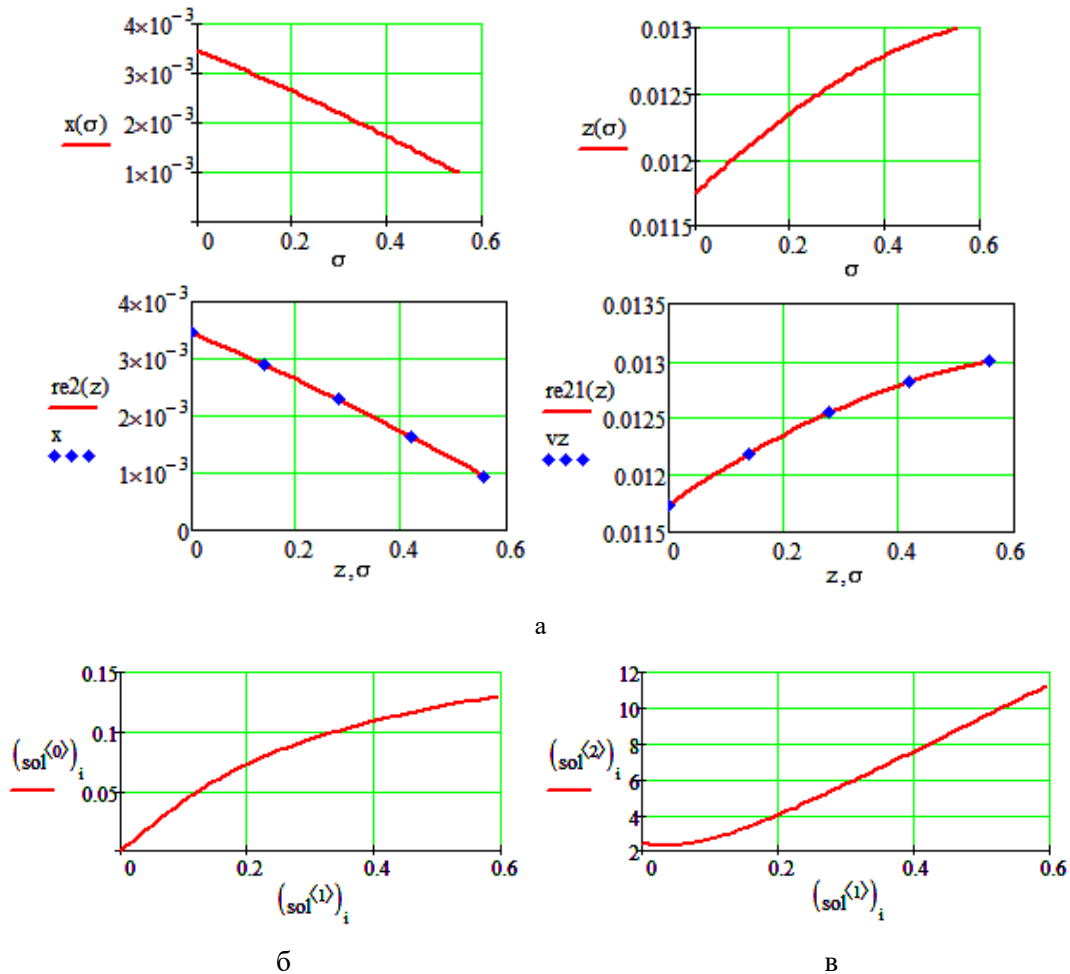 4×10⁻³
3×10⁻³
2×10⁻³
1×10⁻³
x(σ)
0 0.2 0.4 0.6
σ
0.013
0.0125
0.012
0.0115
z(σ)
0 0.2 0.4 0.6
σ
4×10⁻³
3×10⁻³
2×10⁻³
1×10⁻³
0
re2(z)
x
0 0.2 0.4 0.6
z,σ
0.0135
0.013
0.0125
0.012
0.0115
re21(z)
vz
0 0.2 0.4 0.6
z,σ
а
0.15
0.1
0.05
(sol⟨0⟩)i
0 0.2 0.4 0.6
(sol⟨1⟩)i
12
10
8
6
4
2
(sol⟨2⟩)i
0 0.2 0.4 0.6
(sol⟨1⟩)i
б в